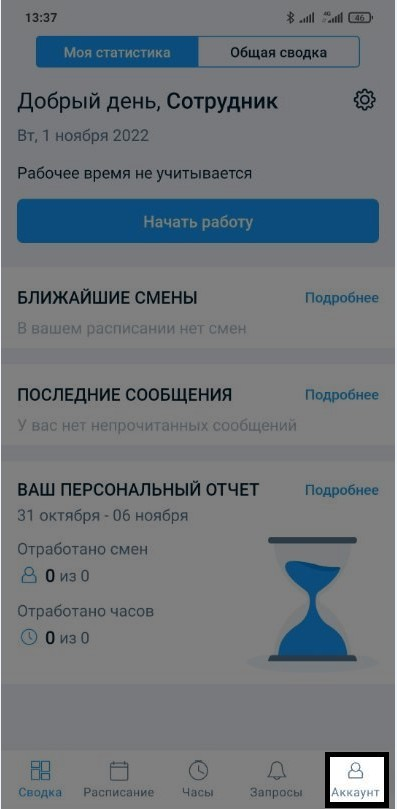 13:37
4G
46
Моя статистика
Общая сводка
Добрый день, Сотрудник
Вт, 1 ноября 2022
Рабочее время не учитывается
Начать работу
БЛИЖАЙШИЕ СМЕНЫ
Подробнее
В вашем расписании нет смен
ПОСЛЕДНИЕ СООБЩЕНИЯ
Подробнее
У вас нет непрочитанных сообщений
ВАШ ПЕРСОНАЛЬНЫЙ ОТЧЕТ
Подробнее
31 октября - 06 ноября
Отработано смен
0 из 0
Отработано часов
0 из 0
Сводка
Расписание
Часы
Запросы
Аккаунт